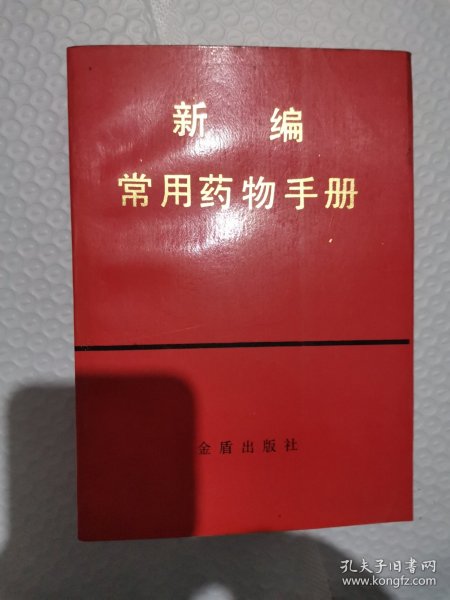 新 编
常用药物手册
金盾出版社
孔夫子旧书网
www.kongfz.com